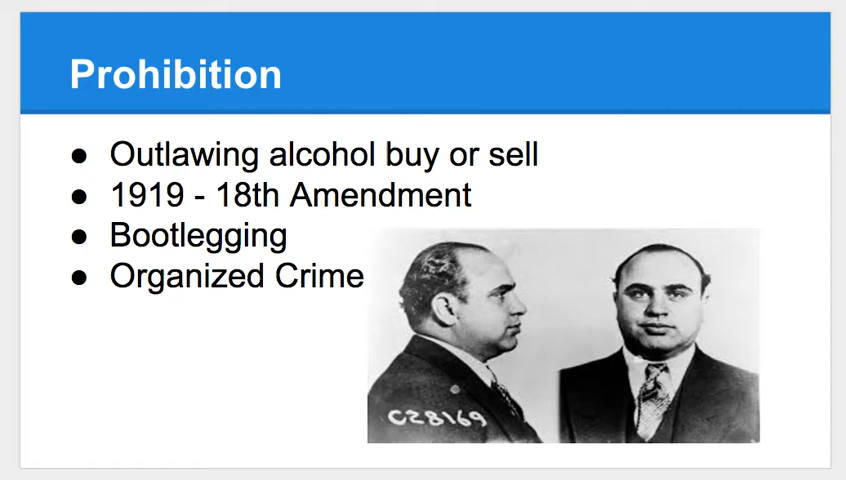 Prohibition
● Outlawing alcohol buy or sell
● 1919 - 18th Amendment
● Bootlegging
● Organized Crime
C28169